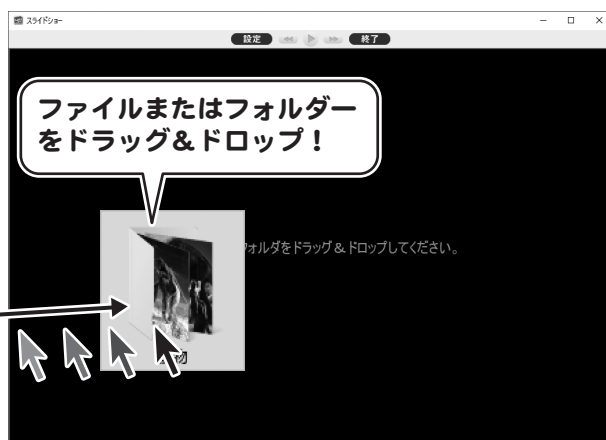 スライドショー
設定
終了
ファイルまたはフォルダー
をドラッグ&ドロップ！
フォルダをドラッグ&ドロップしてください。
物